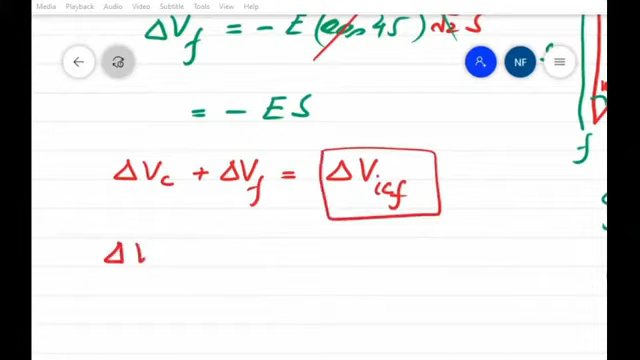 Media Playback Audio Video Subtitle Tools View Help
ΔV_f = - E (cos 45) √2 S
= - E S
ΔV_c + ΔV_f = ΔV_icf
Δ
NF
f